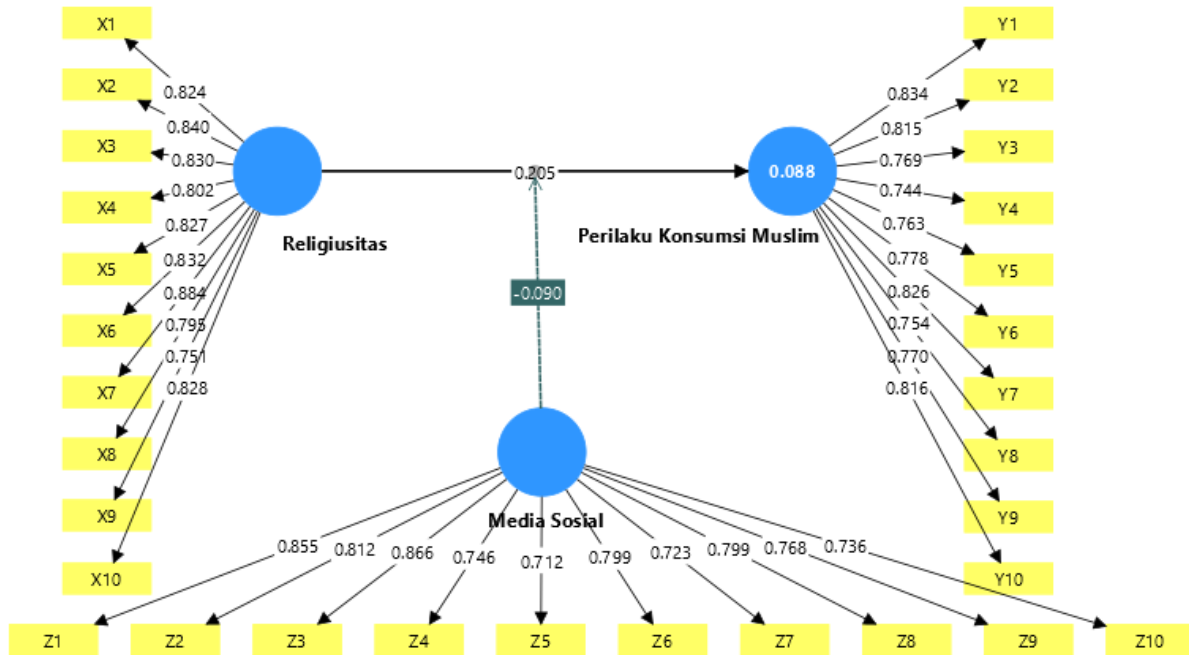 X1
X2
X3
X4
X5
X6
X7
X8
X9
X10
0.824
0.840
0.830
0.802
0.827
0.832
0.884
0.795
0.751
0.828
Religiusitas
0.205
-0.090
0.088
Perilaku Konsumsi Muslim
0.834
0.815
0.769
0.744
0.763
0.778
0.826
0.754
0.770
0.816
Y1
Y2
Y3
Y4
Y5
Y6
Y7
Y8
Y9
Y10
Media Sosial
0.855
0.812
0.866
0.746
0.712
0.799
0.723
0.799
0.768
0.736
Z1
Z2
Z3
Z4
Z5
Z6
Z7
Z8
Z9
Z10